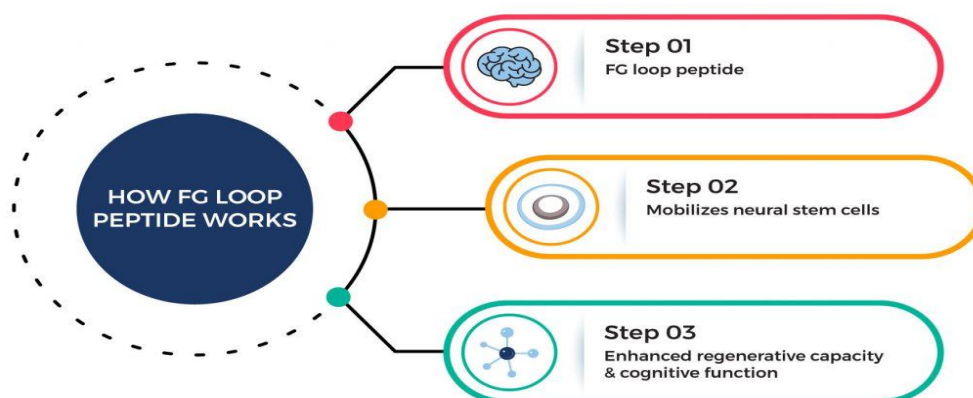 HOW FG LOOP
PEPTIDE WORKS
Step 01
FG loop peptide
Step 02
Mobilizes neural stem cells
Step 03
Enhanced regenerative capacity
& cognitive function